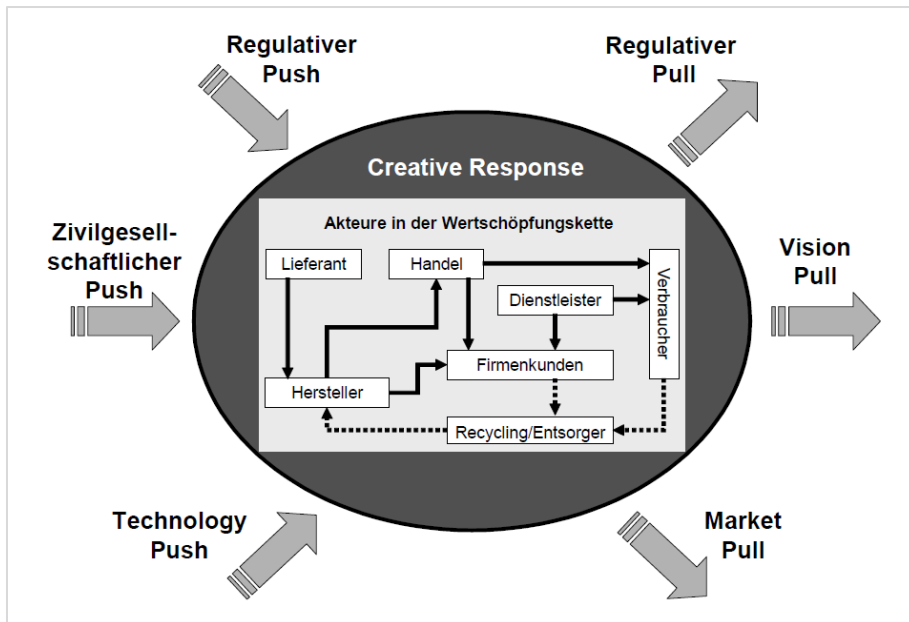 Regulativer
Push
Regulativer
Pull
Creative Response
Zivilgesell-
schaftlicher
Push
Akteure in der Wertschöpfungskette
Lieferant
Handel
Verbraucher
Dienstleister
Firmenkunden
Hersteller
Recycling/Entsorger
Vision
Pull
Technology
Push
Market
Pull